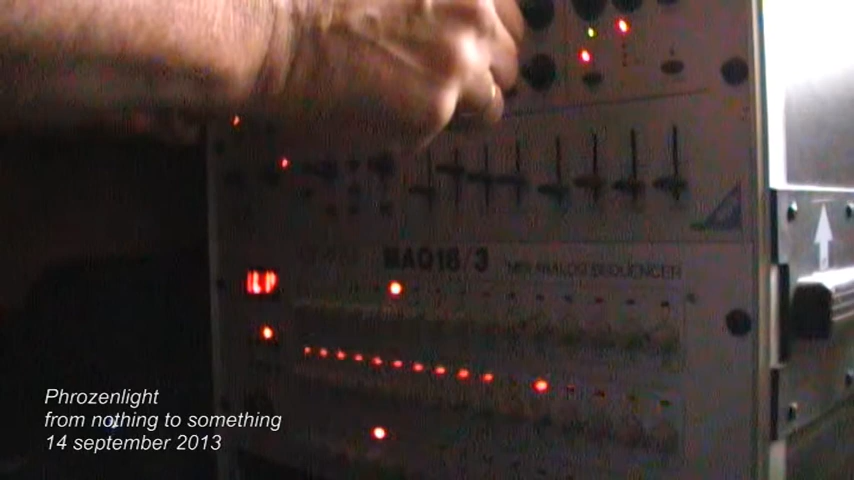 MAQ16/3 MIDI ANALOG SEQUENCER
Phrozenlight
from nothing to something
14 september 2013